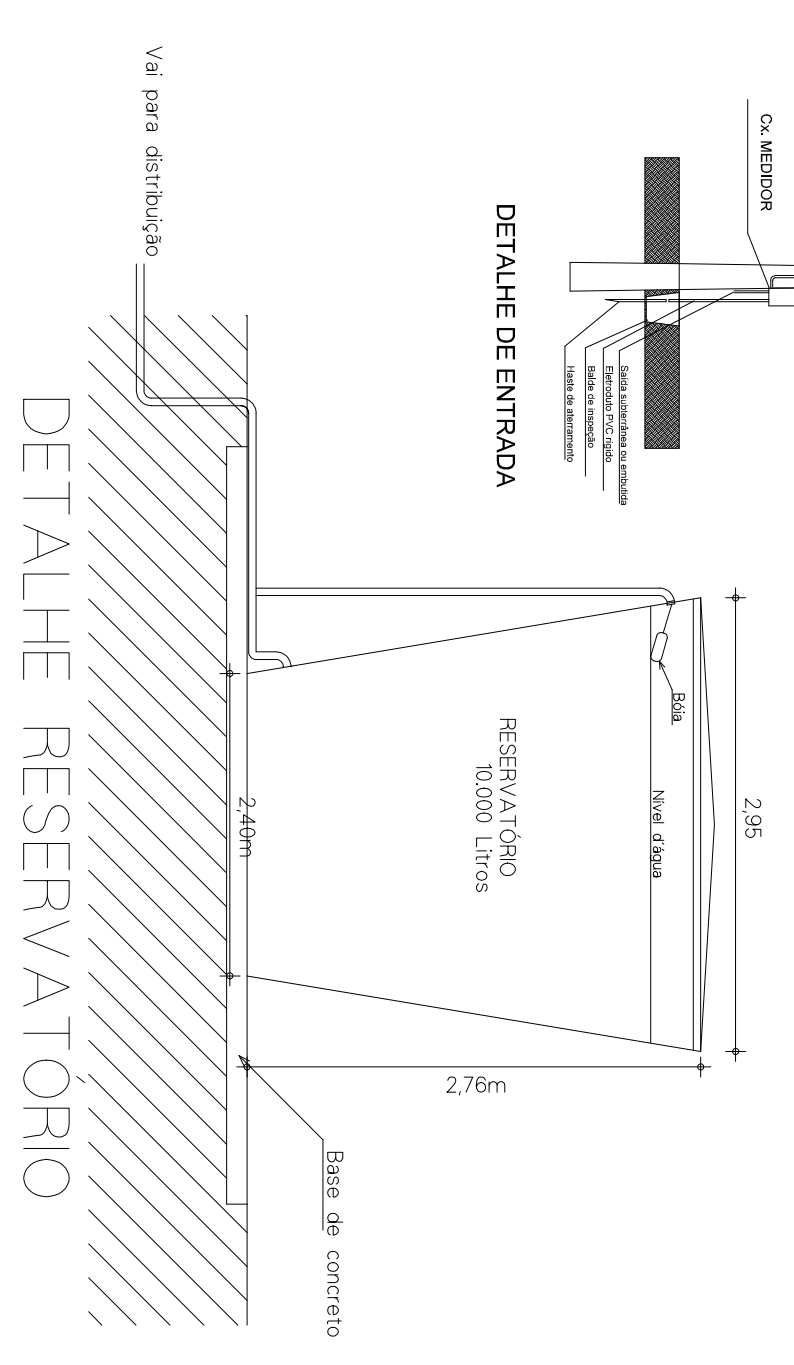 Cx. MEDIDOR
Saída subterrânea ou embutida
Eletroduto PVC rígido
Balde de inspeção
Haste de aterramento
DETALHE DE ENTRADA
Vai para distribuição
2,95
Bóia
Nível d'água
RESERVATÓRIO
10.000 Litros
2,76m
2,40m
Base de concreto
DETALHE RESERVATÓRIO